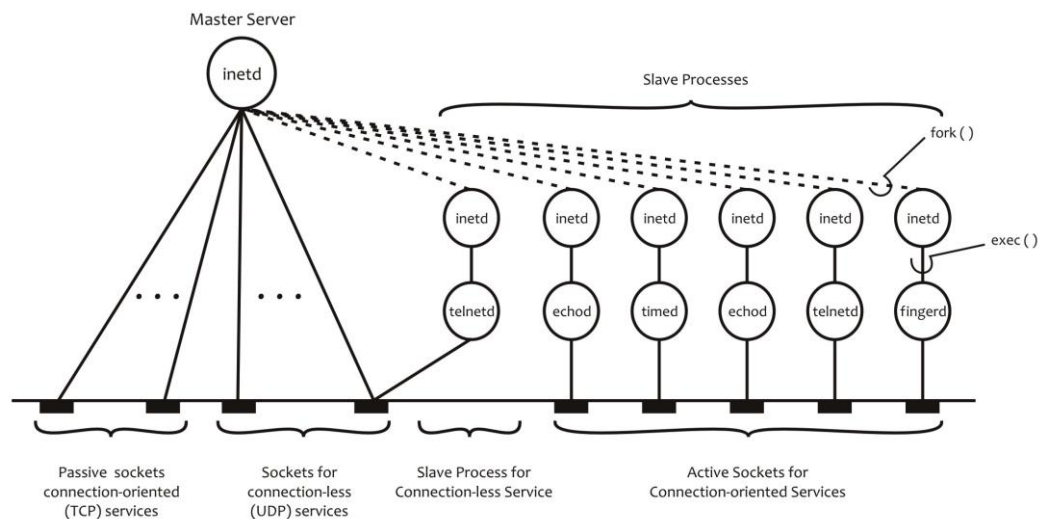 Master Server
inetd
Slave Processes
fork ( )
inetd
inetd
inetd
inetd
inetd
inetd
exec ( )
telnetd
echod
timed
echod
telnetd
fingerd
Passive sockets
connection-oriented
(TCP) services
Sockets for
connection-less
(UDP) services
Slave Process for
Connection-less Service
Active Sockets for
Connection-oriented Services